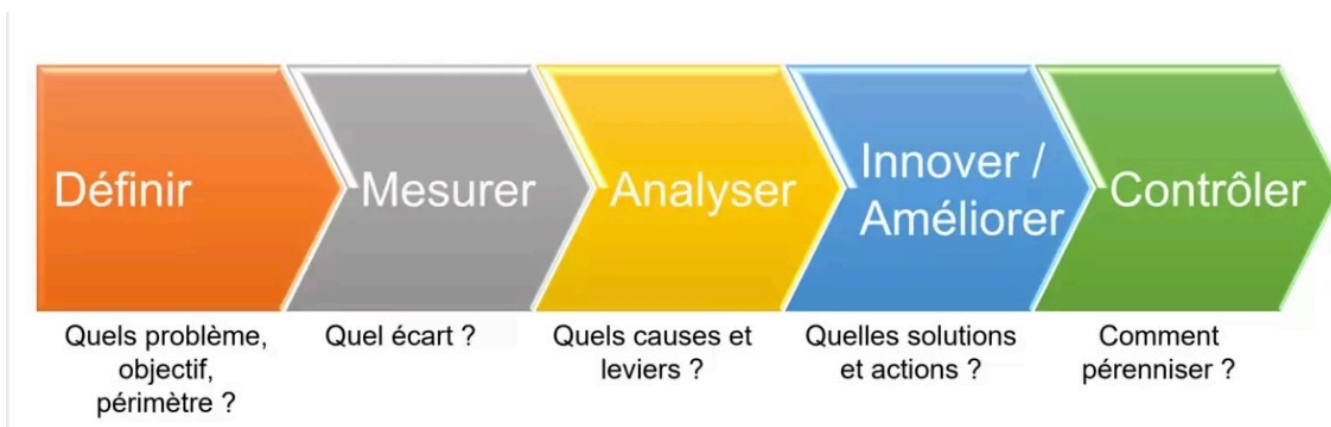 Définir
Mesurer
Analyser
Innover /
Améliorer
Contrôler
Quels problème,
objectif,
périmètre ?
Quel écart ?
Quels causes et
leviers ?
Quelles solutions
et actions ?
Comment
pérenniser ?